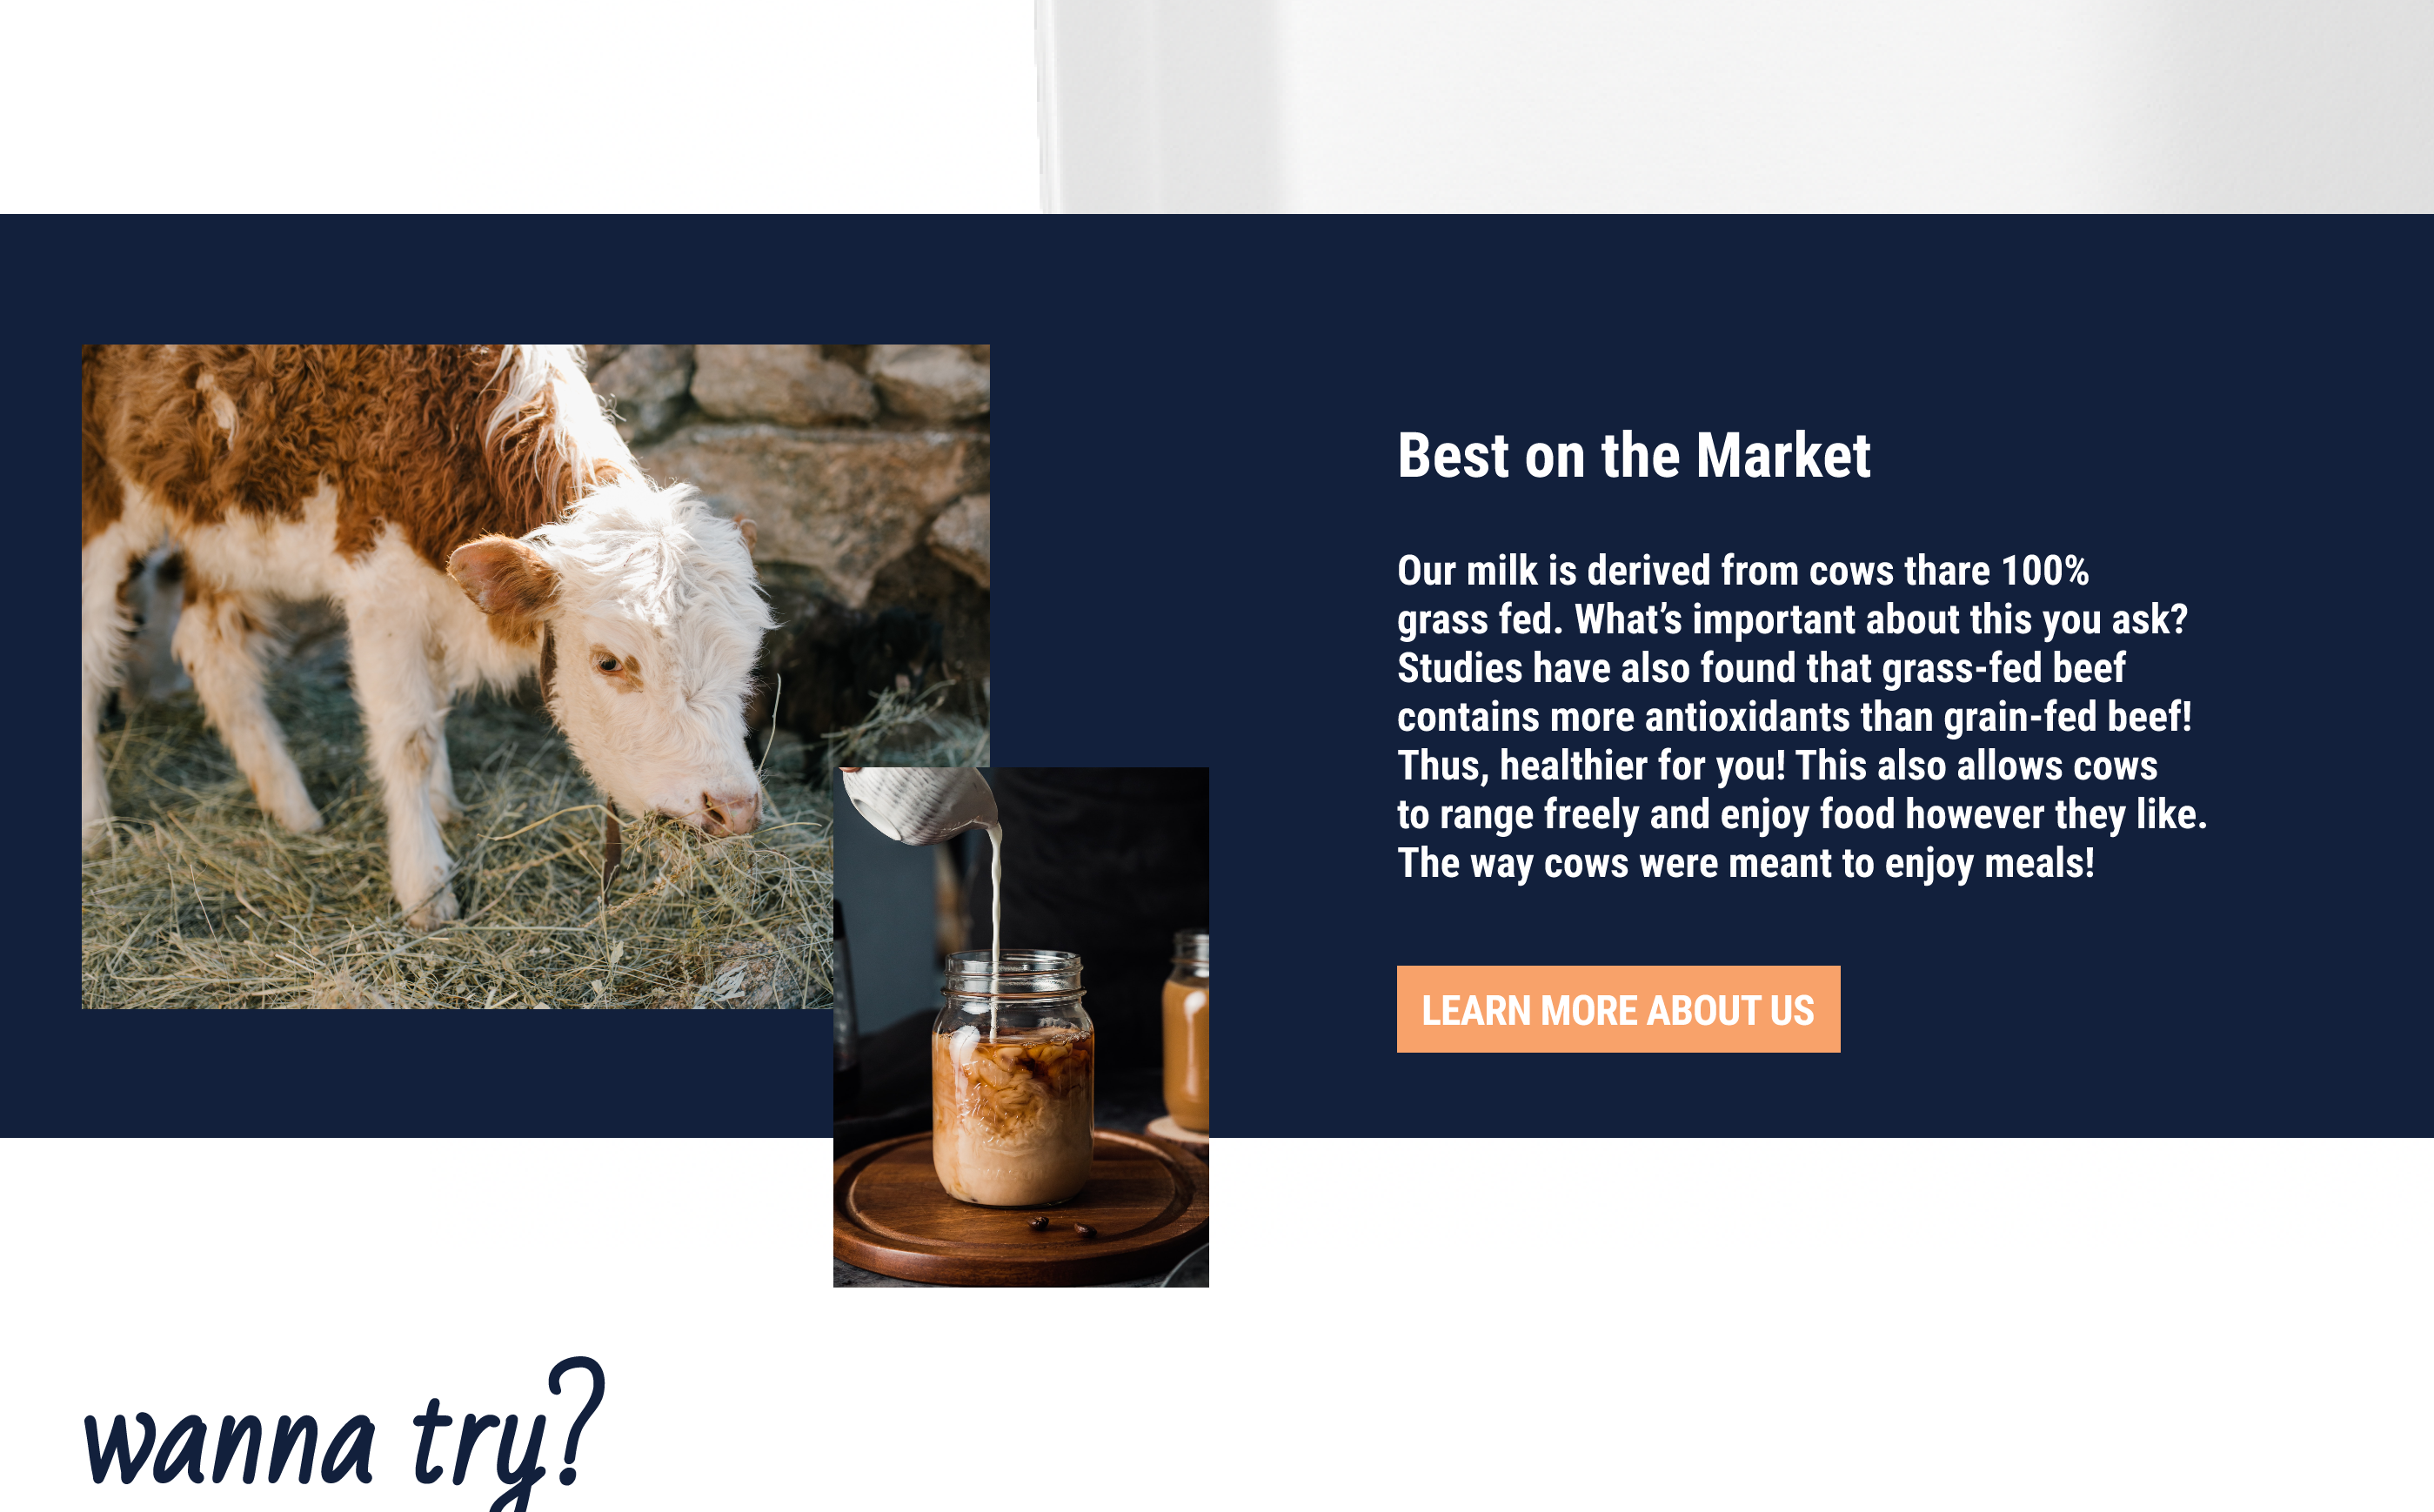 Best on the Market
Our milk is derived from cows thare 100%
grass fed. What’s important about this you ask?
Studies have also found that grass-fed beef
contains more antioxidants than grain-fed beef!
Thus, healthier for you! This also allows cows
to range freely and enjoy food however they like.
The way cows were meant to enjoy meals!
LEARN MORE ABOUT US
wanna try?